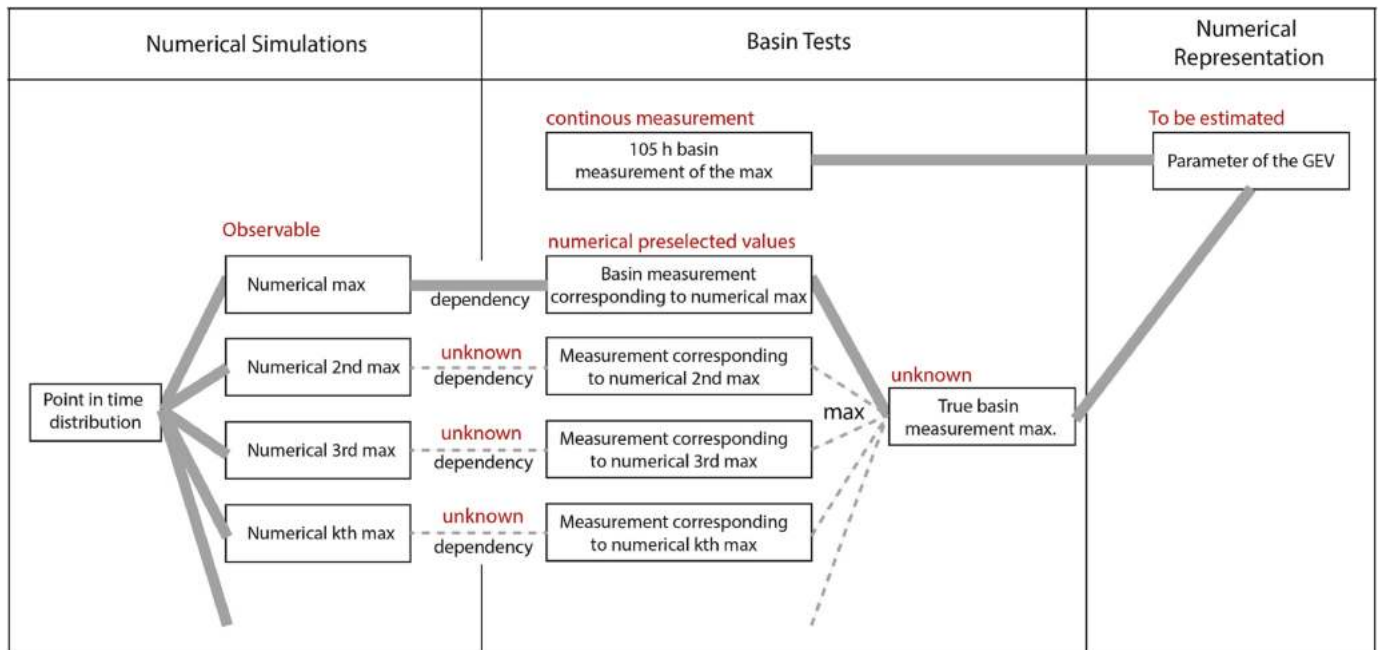 Numerical Simulations
Basin Tests
Numerical
Representation
continous measurement
105 h basin
measurement of the max
To be estimated
Parameter of the GEV
Observable
Numerical max
dependency
numerical preselected values
Basin measurement
corresponding to numerical max
Numerical 2nd max
unknown
dependency
Measurement corresponding
to numerical 2nd max
Point in time
distribution
max
unknown
True basin
measurement max.
Numerical 3rd max
unknown
dependency
Measurement corresponding
to numerical 3rd max
Numerical kth max
unknown
dependency
Measurement corresponding
to numerical kth max